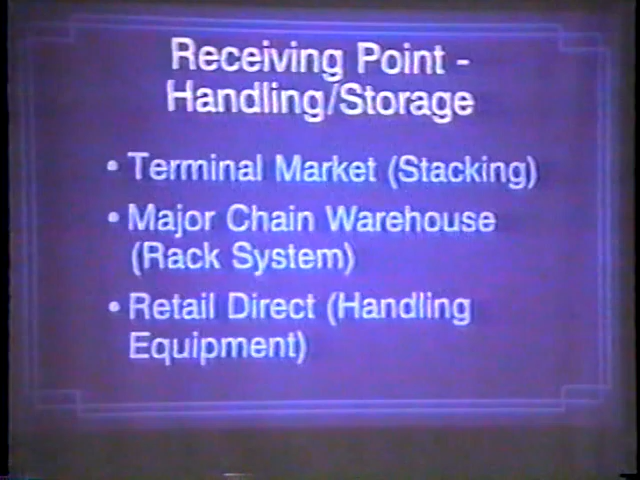 Receiving Point -
Handling/Storage
• Terminal Market (Stacking)
• Major Chain Warehouse
(Rack System)
• Retail Direct (Handling
Equipment)